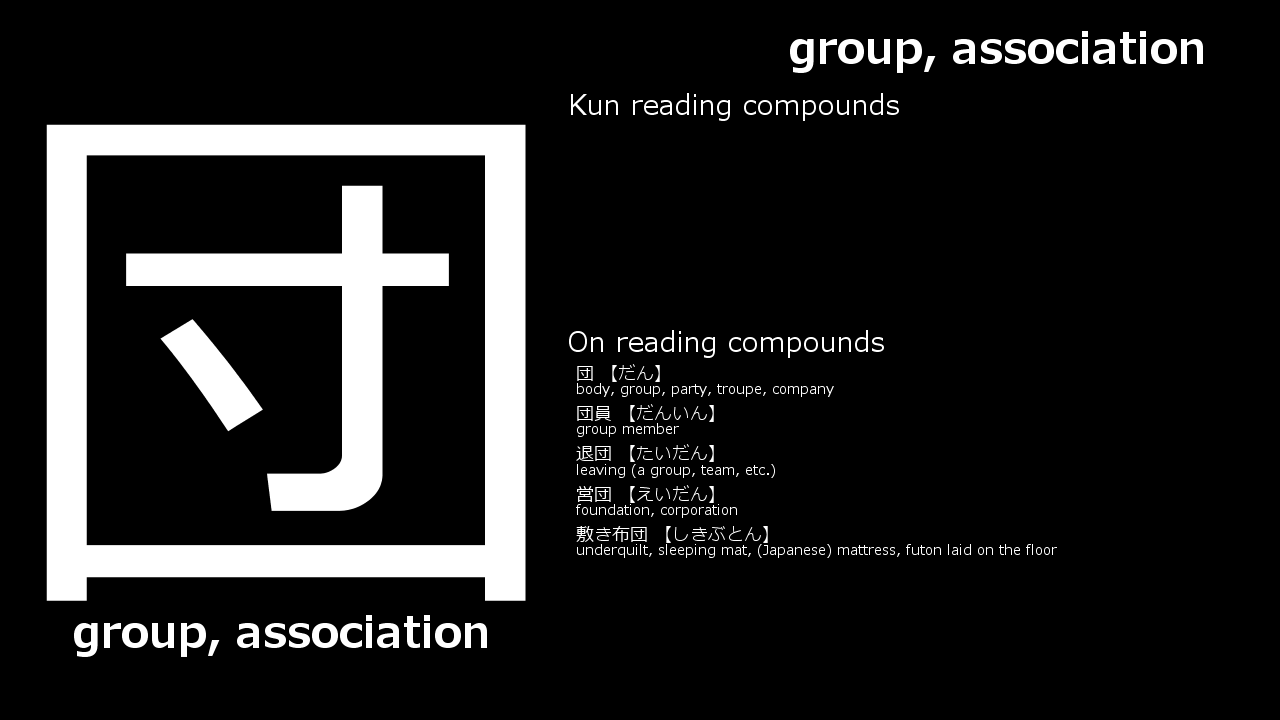 団
group, association
group, association
Kun reading compounds
On reading compounds
団 【だん】
body, group, party, troupe, company
団員 【だんいん】
group member
退団 【たいだん】
leaving (a group, team, etc.)
営団 【えいだん】
foundation, corporation
敷き布団 【しきぶとん】
underquilt, sleeping mat, (Japanese) mattress, futon laid on the floor